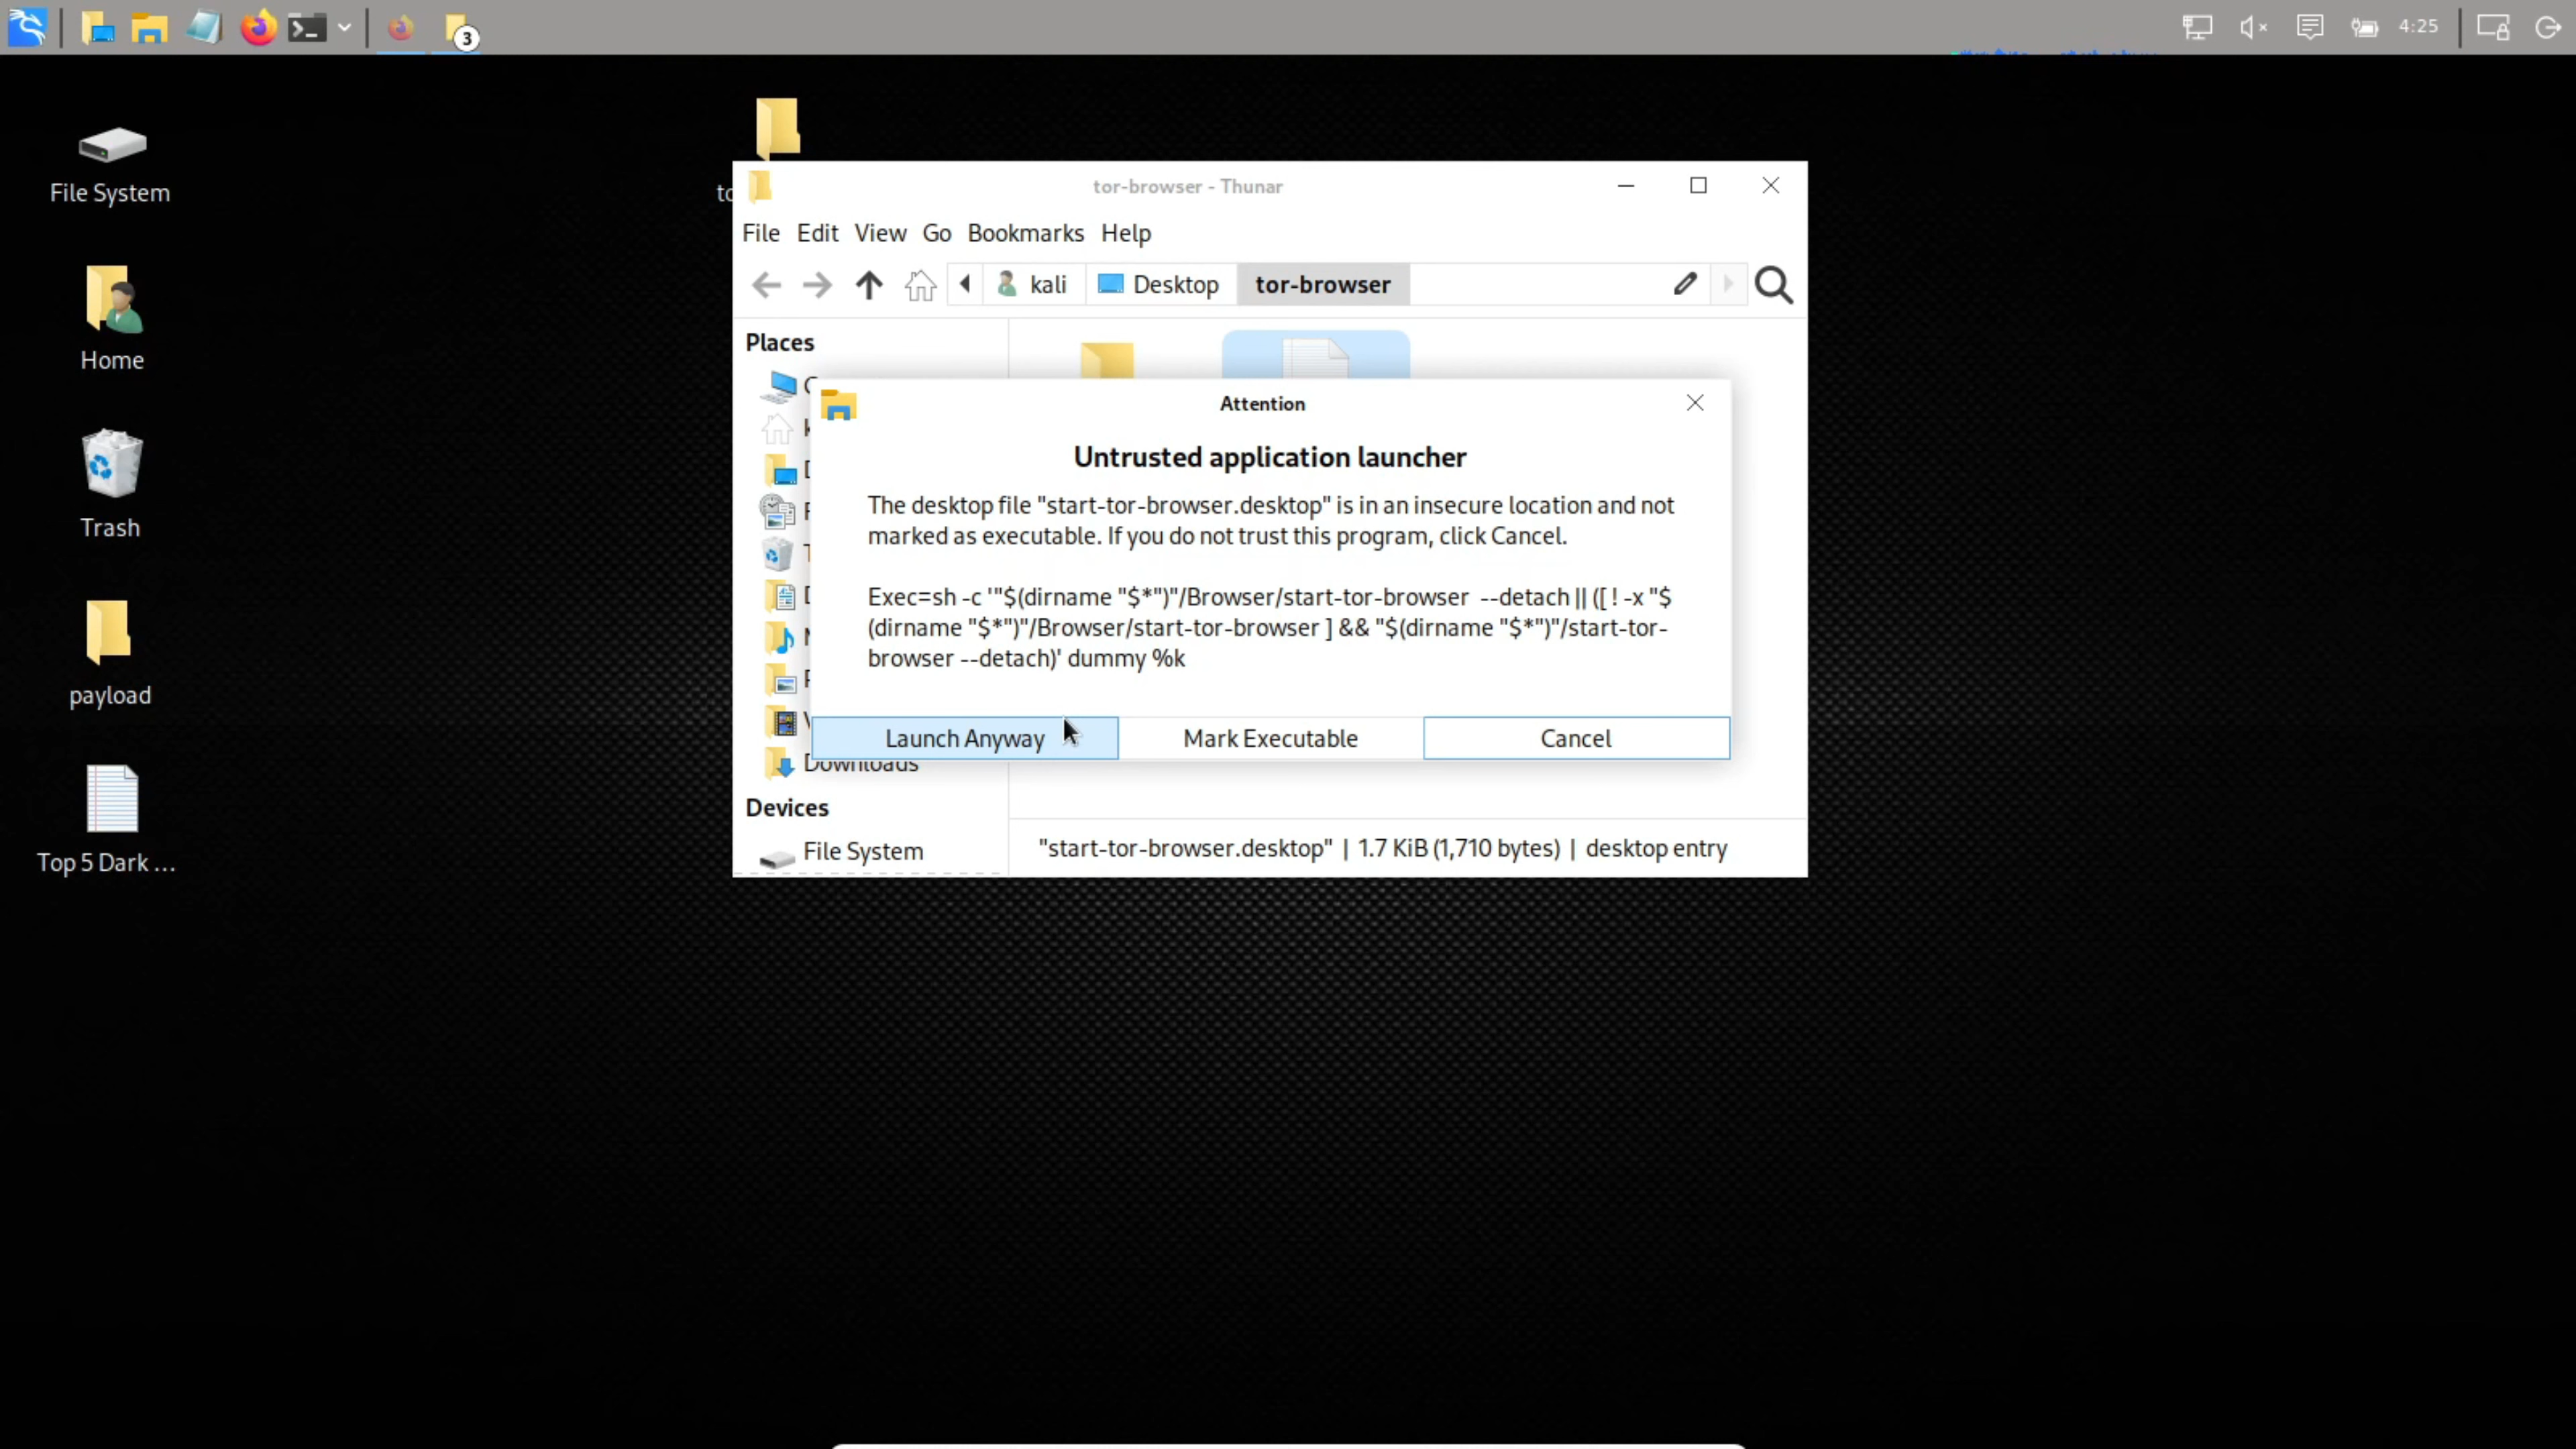 3
4:25
File System
Home
Trash
payload
Top 5 Dark ...
tor-browser - Thunar
File Edit View Go Bookmarks Help
kali Desktop tor-browser
Places
Attention
Untrusted application launcher
The desktop file "start-tor-browser.desktop" is in an insecure location and not
marked as executable. If you do not trust this program, click Cancel.
Exec=sh -c '"$(dirname "$*")"/Browser/start-tor-browser  --detach || ([ ! -x "$
(dirname "$*")"/Browser/start-tor-browser ] && "$(dirname "$*")"/start-tor-
browser --detach)' dummy %k
Launch Anyway Mark Executable Cancel
Downloads
Devices
File System
"start-tor-browser.desktop" | 1.7 KiB (1,710 bytes) | desktop entry